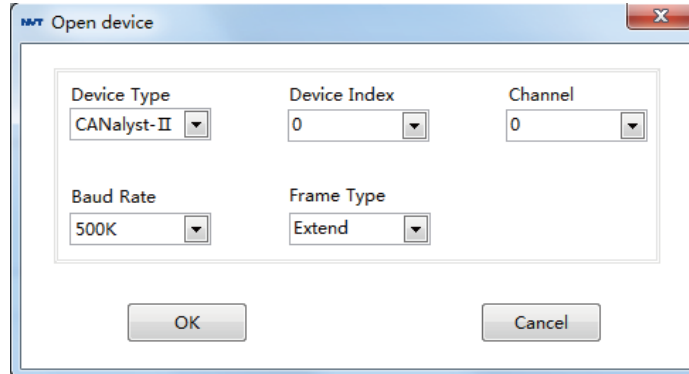 NVT Open device
Device Type Device Index Channel
CANalyst-II 0 0
Baud Rate Frame Type
500K Extend
OK Cancel